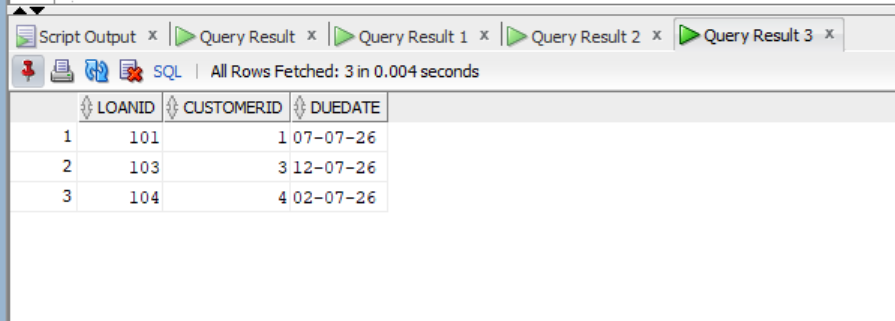 Script Output x Query Result x Query Result 1 x Query Result 2 x Query Result 3 x
SQL | All Rows Fetched: 3 in 0.004 seconds
LOANID CUSTOMERID DUEDATE
1 101 1 07-07-26
2 103 3 12-07-26
3 104 4 02-07-26